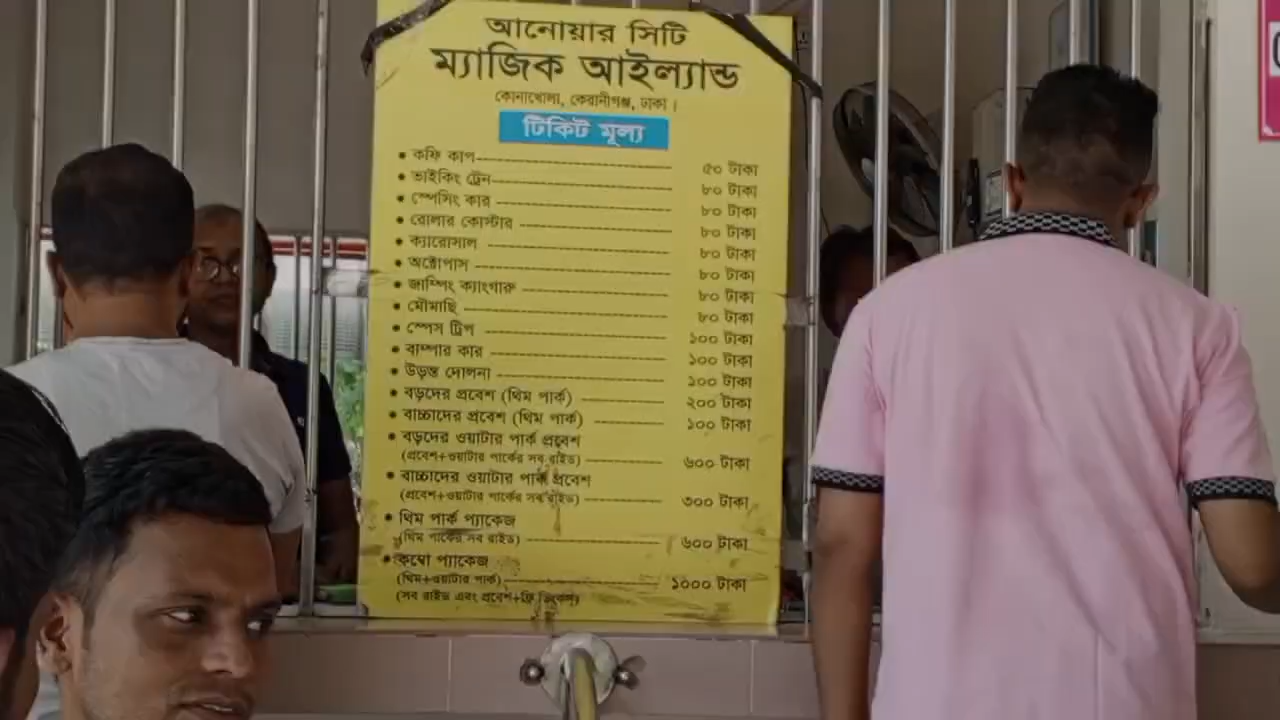 আনোয়ার সিটি
ম্যাজিক আইল্যান্ড
কোনাখোলা, কেরানীগঞ্জ, ঢাকা।
টিকিট মূল্য
• কফি কাপ ৫০ টাকা
• ভাইকিং ট্রেন ৮০ টাকা
• স্পেসিং কার ৮০ টাকা
• রোলার কোস্টার ৮০ টাকা
• ক্যারোসাল ৮০ টাকা
• অক্টোপাস ৮০ টাকা
• জাম্পিং ক্যাংগারু ৮০ টাকা
• মৌমাছি ৮০ টাকা
• স্পেস ট্রিপ ১০০ টাকা
• বাম্পার কার ১০০ টাকা
• উড়ন্ত দোলনা ১০০ টাকা
• বড়দের প্রবেশ (থিম পার্ক) ২০০ টাকা
• বাচ্চাদের প্রবেশ (থিম পার্ক) ১০০ টাকা
• বড়দের ওয়াটার পার্ক প্রবেশ
(প্রবেশ+ওয়াটার পার্কের সব রাইড) ৬০০ টাকা
• বাচ্চাদের ওয়াটার পার্ক প্রবেশ
(প্রবেশ+ওয়াটার পার্কের সব রাইড) ৩০০ টাকা
• থিম পার্ক প্যাকেজ
(থিম পার্কের সব রাইড) ৬০০ টাকা
• কম্বো প্যাকেজ
(থিম+ওয়াটার পার্ক) ১০০০ টাকা
(সব রাইড এবং প্রবেশ+ফ্রি